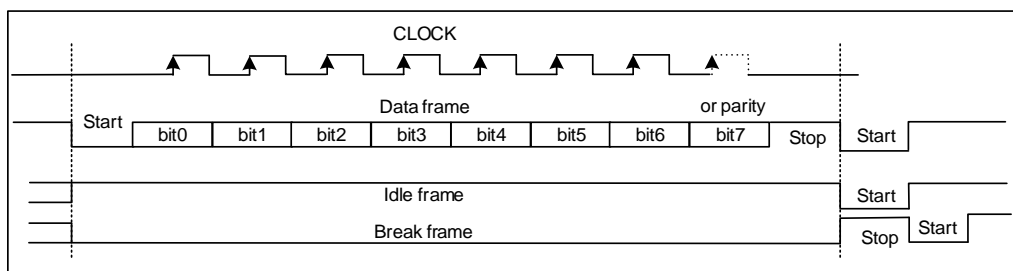 CLOCK
Data frame or parity
Start bit0 bit1 bit2 bit3 bit4 bit5 bit6 bit7 Stop Start
Idle frame Start
Break frame Stop Start